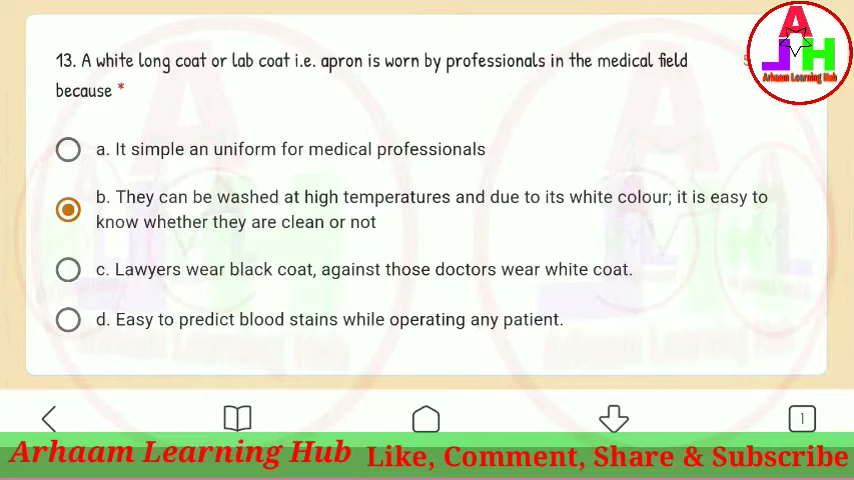 13. A white long coat or lab coat i.e. apron is worn by professionals in the medical field
because *
a. It simple an uniform for medical professionals
b. They can be washed at high temperatures and due to its white colour; it is easy to
know whether they are clean or not
c. Lawyers wear black coat, against those doctors wear white coat.
d. Easy to predict blood stains while operating any patient.
A
J H
Arhaam Learning Hub
1
Arhaam Learning Hub Like, Comment, Share & Subscribe